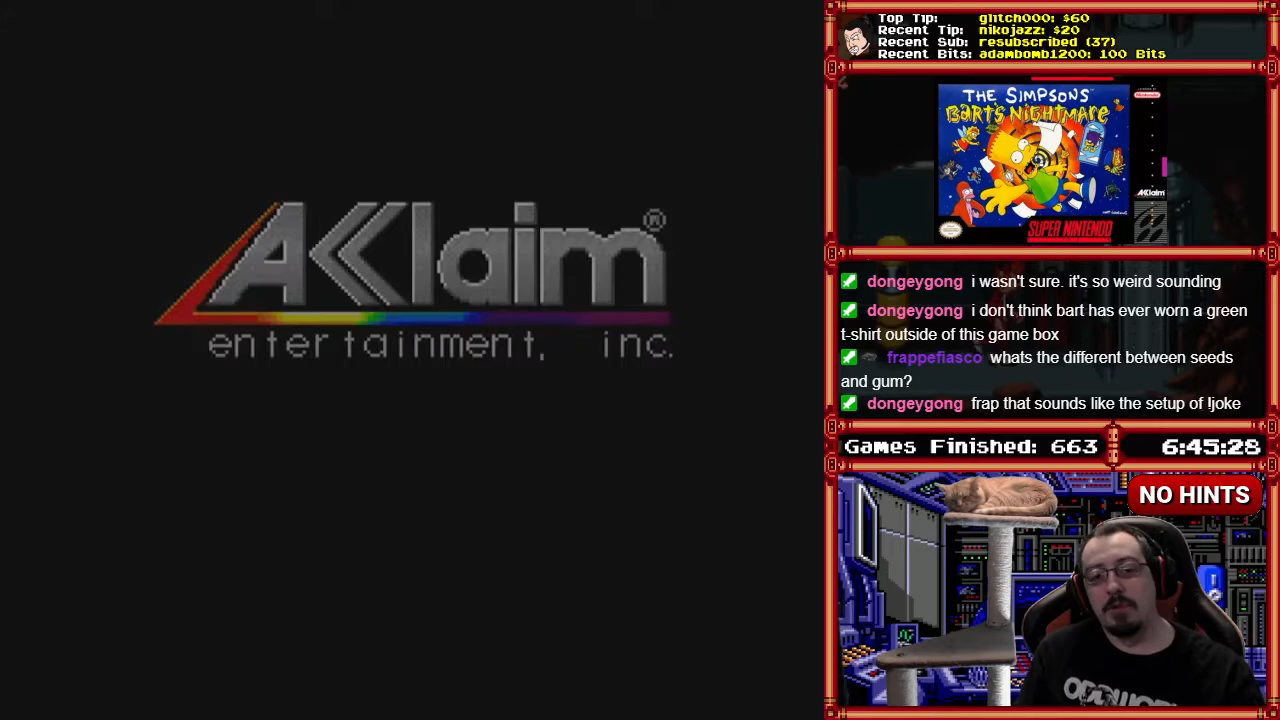 Top Tip: glitch000: $60
Recent Tip: nikojazz: $20
Recent Sub: resubscribed (37)
Recent Bits: adambomb1200: 100 Bits
AKklaim®
entertainment, inc.
THE SIMPSONS™
BART'S NIGHTMARE
Nintendo
AKklaim
SUPER NINTENDO
dongeygong i wasn't sure. it's so weird sounding
dongeygong i don't think bart has ever worn a green
t-shirt outside of this game box
frappefiasco whats the different between seeds
and gum?
dongeygong frap that sounds like the setup of !joke
Games Finished: 663 6:45:28
NO HINTS
ODDWOR